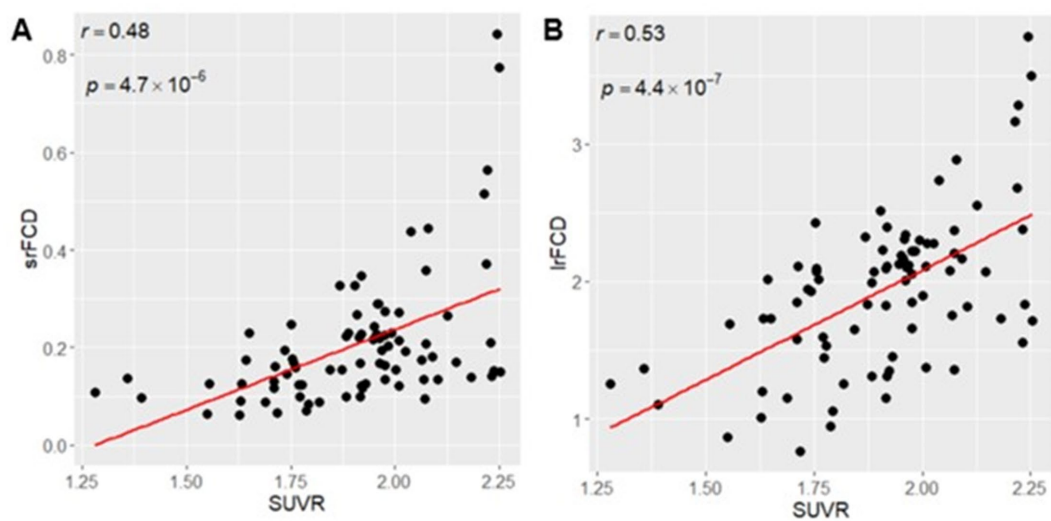 A
r = 0.48
p = 4.7 × 10⁻⁶
0.8
0.6
0.4
0.2
0.0
srFCD
1.25 1.50 1.75 2.00 2.25
SUVR
B
r = 0.53
p = 4.4 × 10⁻⁷
3
2
1
lrFCD
1.25 1.50 1.75 2.00 2.25
SUVR